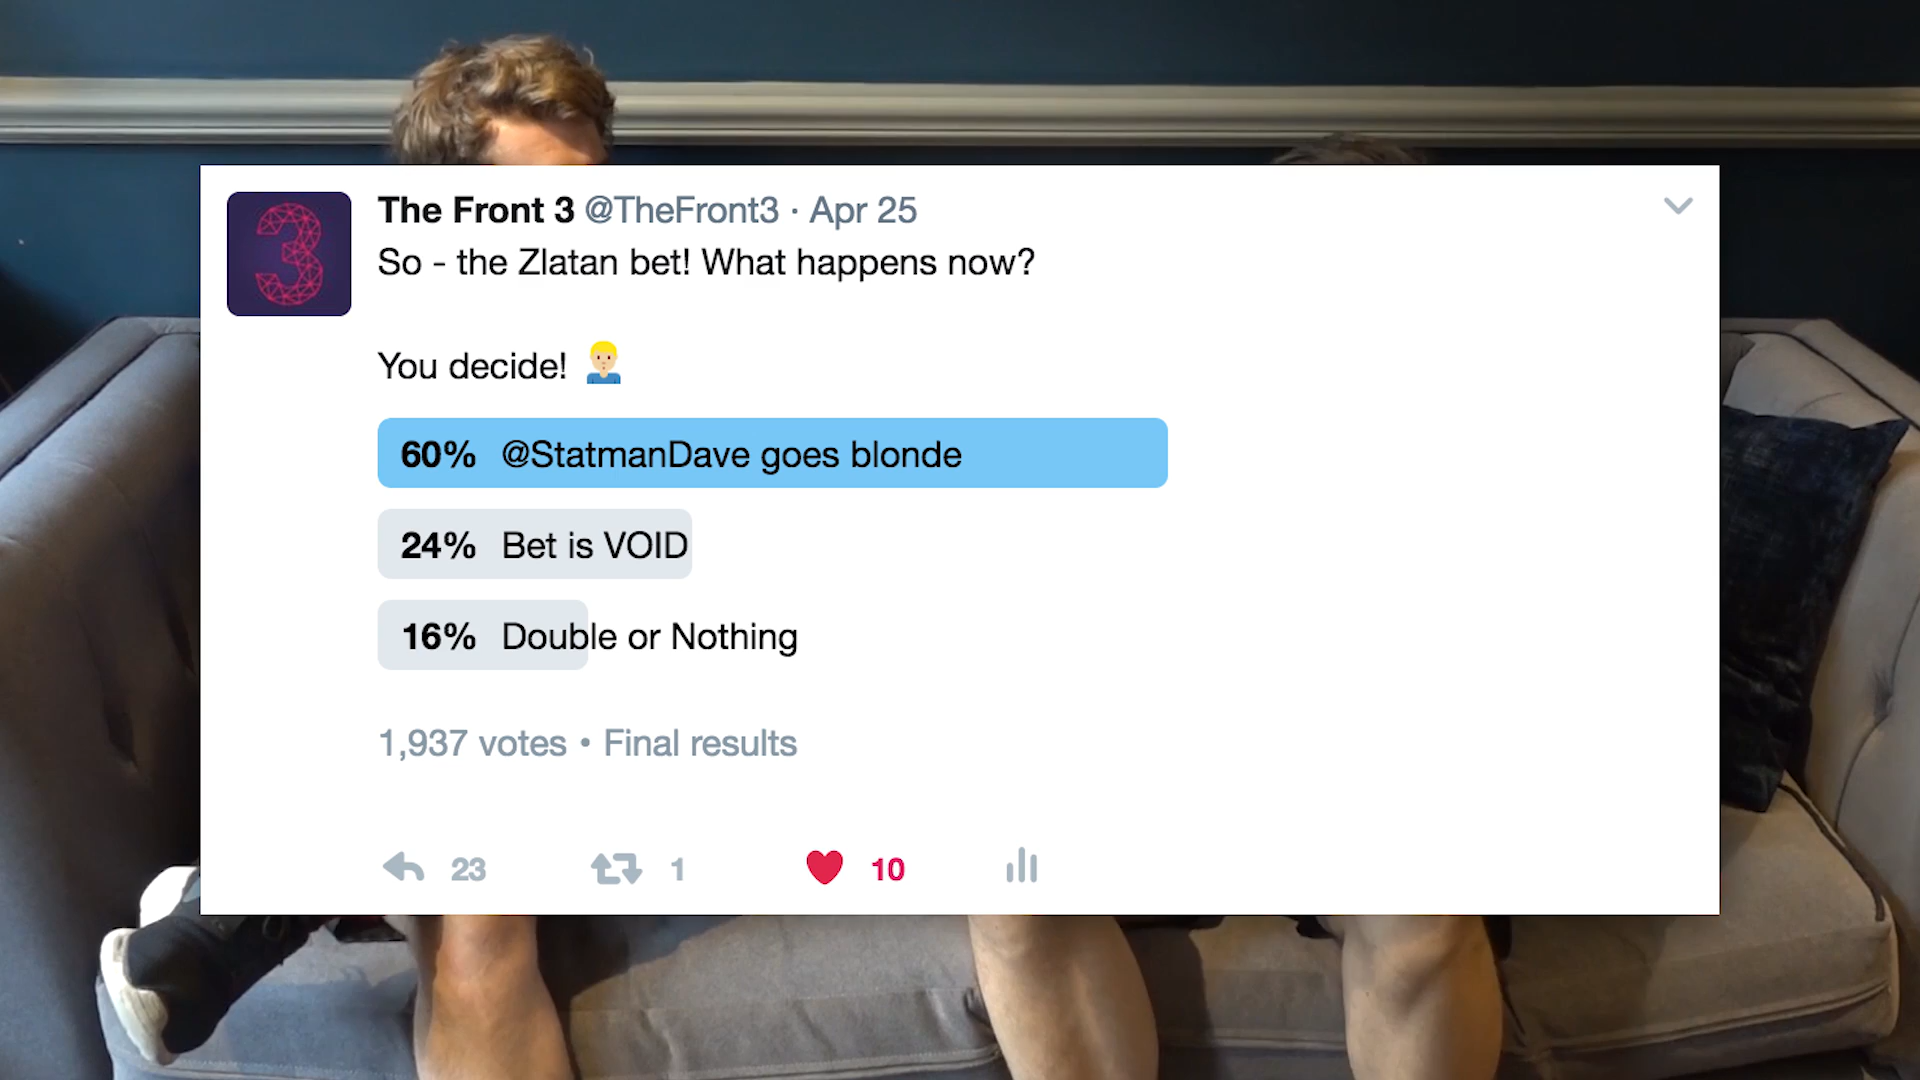 The Front 3 @TheFront3 · Apr 25
So - the Zlatan bet! What happens now?
You decide!
60% @StatmanDave goes blonde
24% Bet is VOID
16% Double or Nothing
1,937 votes • Final results
23 1 10